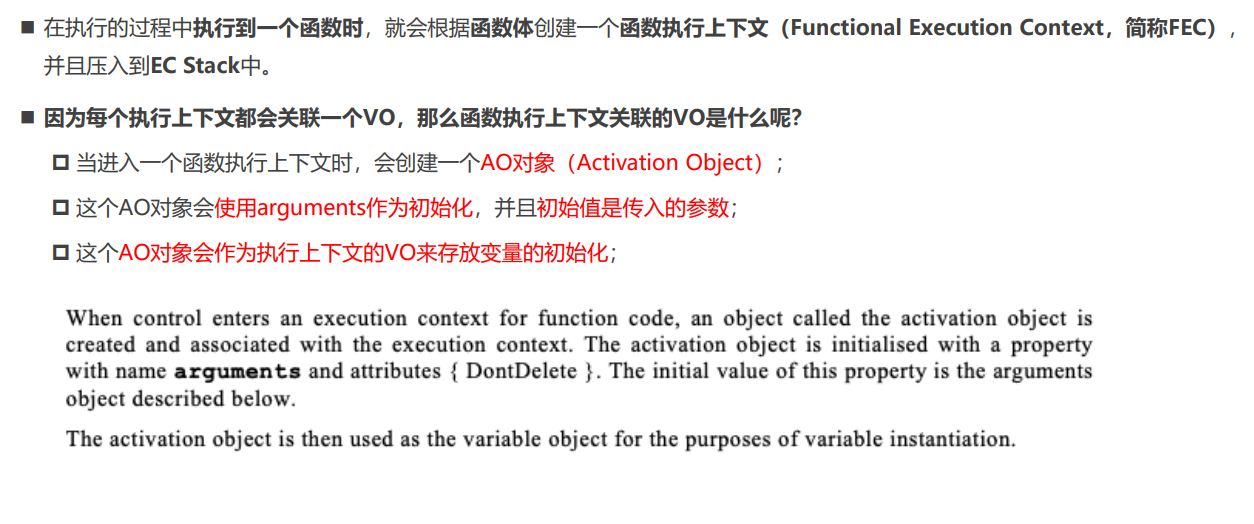 ■ 在执行的过程中执行到一个函数时，就会根据函数体创建一个函数执行上下文（Functional Execution Context，简称FEC），
并且压入到EC Stack中。
■ 因为每个执行上下文都会关联一个VO，那么函数执行上下文关联的VO是什么呢？
当进入一个函数执行上下文时，会创建一个AO对象（Activation Object）；
这个AO对象会使用arguments作为初始化，并且初始值是传入的参数；
这个AO对象会作为执行上下文的VO来存放变量的初始化；
When control enters an execution context for function code, an object called the activation object is
created and associated with the execution context. The activation object is initialised with a property
with name arguments and attributes { DontDelete }. The initial value of this property is the arguments
object described below.
The activation object is then used as the variable object for the purposes of variable instantiation.